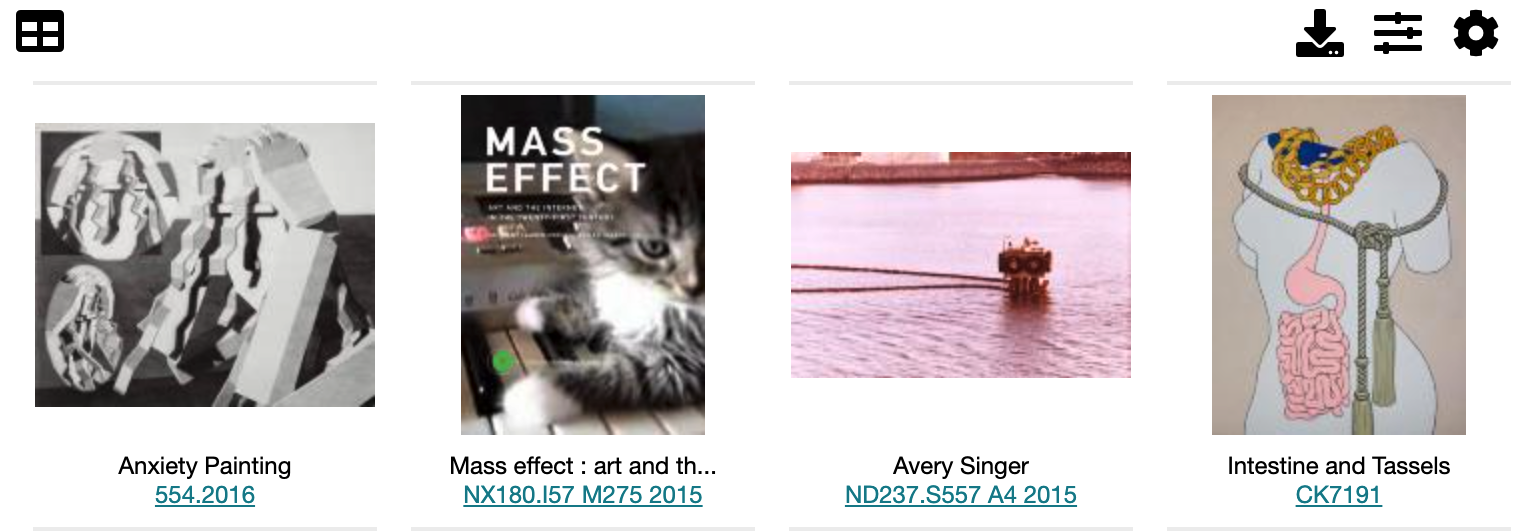 MASS
EFFECT
ART AND THE INTERNET
IN THE TWENTY-FIRST CENTURY
Anxiety Painting
554.2016
Mass effect : art and th...
NX180.I57 M275 2015
Avery Singer
ND237.S557 A4 2015
Intestine and Tassels
CK7191